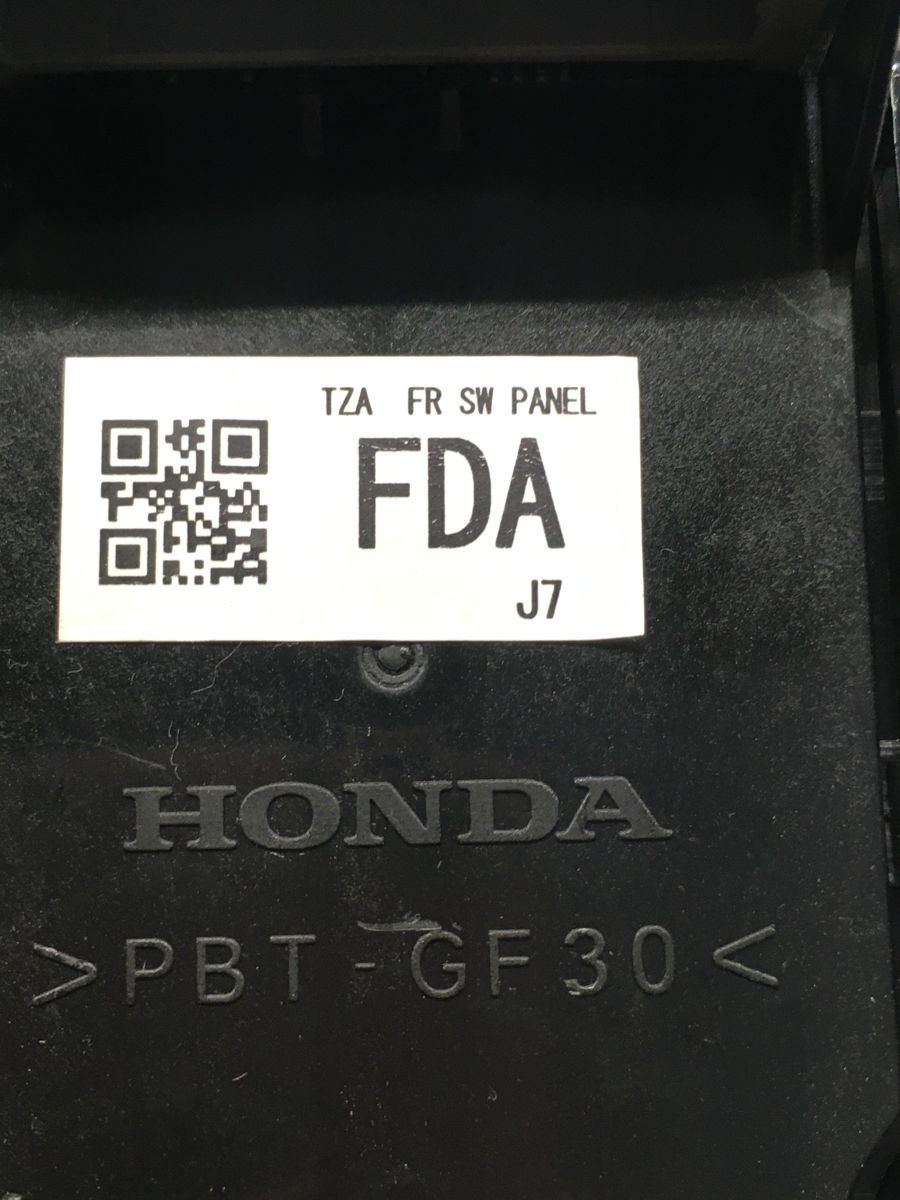 TZA FR SW PANEL
FDA
J7
HONDA
>PBT-GF30<